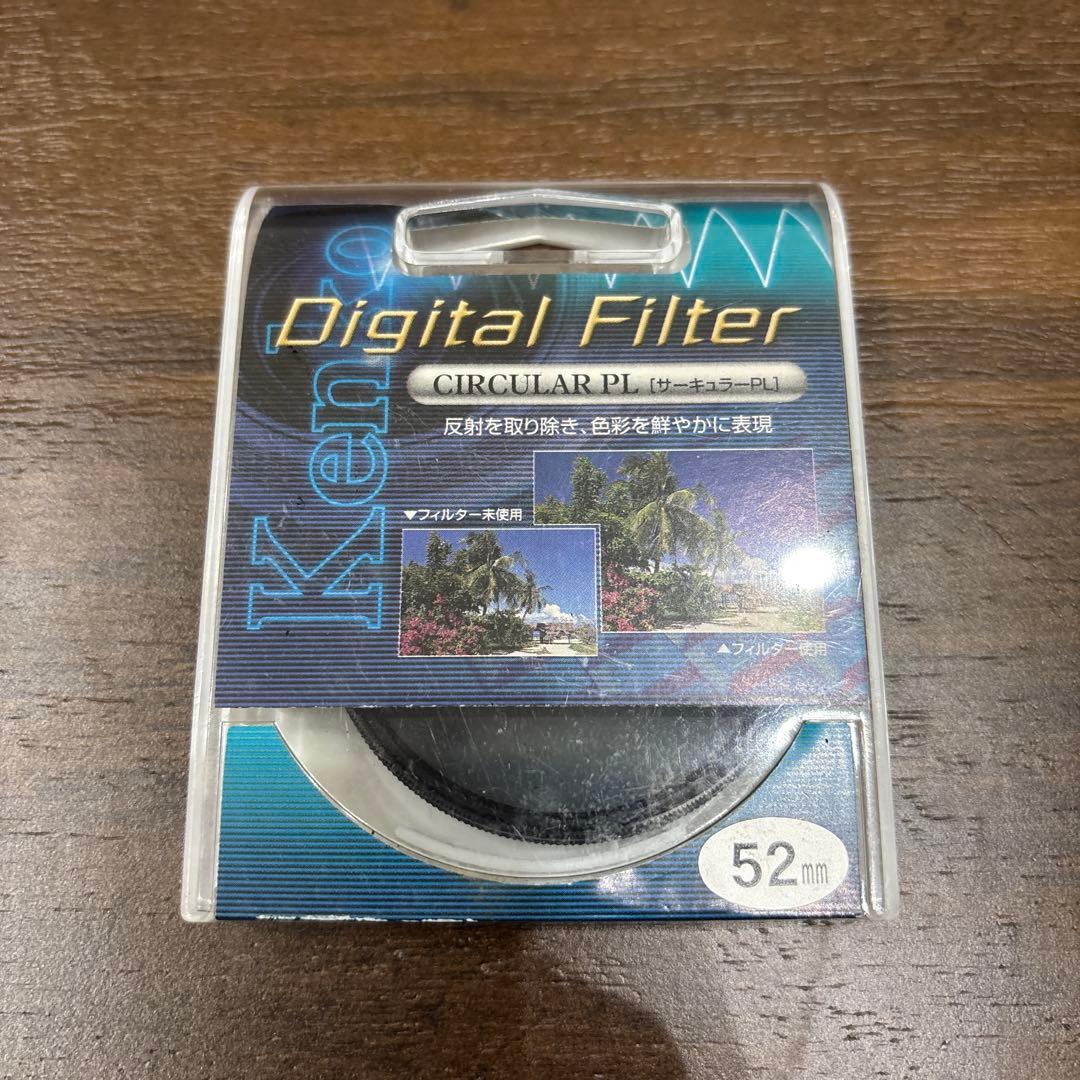 Kenko
Digital Filter
CIRCULAR PL [サーキュラーPL]
反射を取り除き、色彩を鮮やかに表現
▼フィルター未使用
▲フィルター使用
52mm